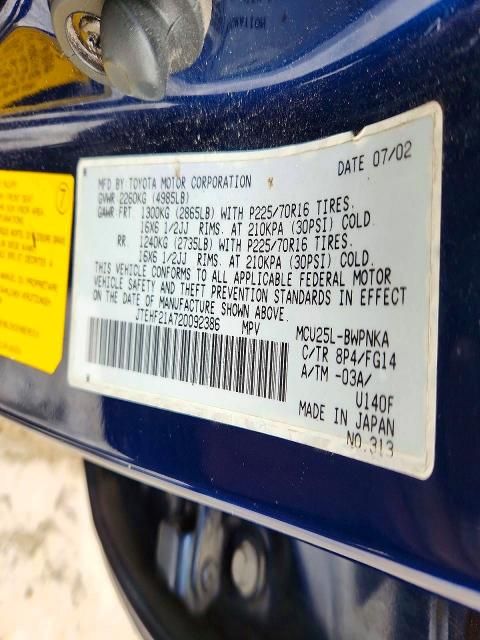 DATE 07/02
MFD BY TOYOTA MOTOR CORPORATION
GVWR 2260KG (4985LB)
GAWR FRT. 1300KG (2865LB) WITH P225/70R16 TIRES.
16X6 1/2JJ RIMS. AT 210KPA (30PSI) COLD.
RR. 1240KG (2735LB) WITH P225/70R16 TIRES.
16X6 1/2JJ RIMS. AT 210KPA (30PSI) COLD.
THIS VEHICLE CONFORMS TO ALL APPLICABLE FEDERAL MOTOR
VEHICLE SAFETY AND THEFT PREVENTION STANDARDS IN EFFECT
ON THE DATE OF MANUFACTURE SHOWN ABOVE.
JTEHF21A720092386 MPV
MCU25L-BWPNKA
C/TR 8P4/FG14
A/TM -03A/
U140F
MADE IN JAPAN
NO.313
7